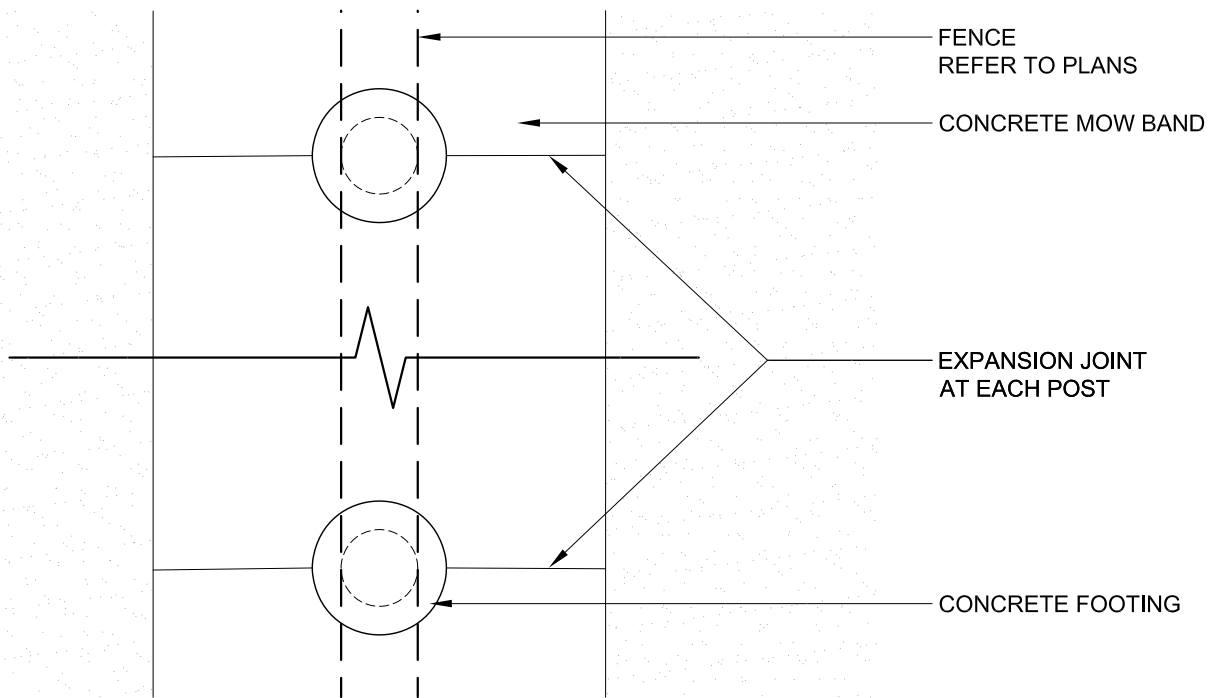 FENCE
REFER TO PLANS
CONCRETE MOW BAND
EXPANSION JOINT
AT EACH POST
CONCRETE FOOTING